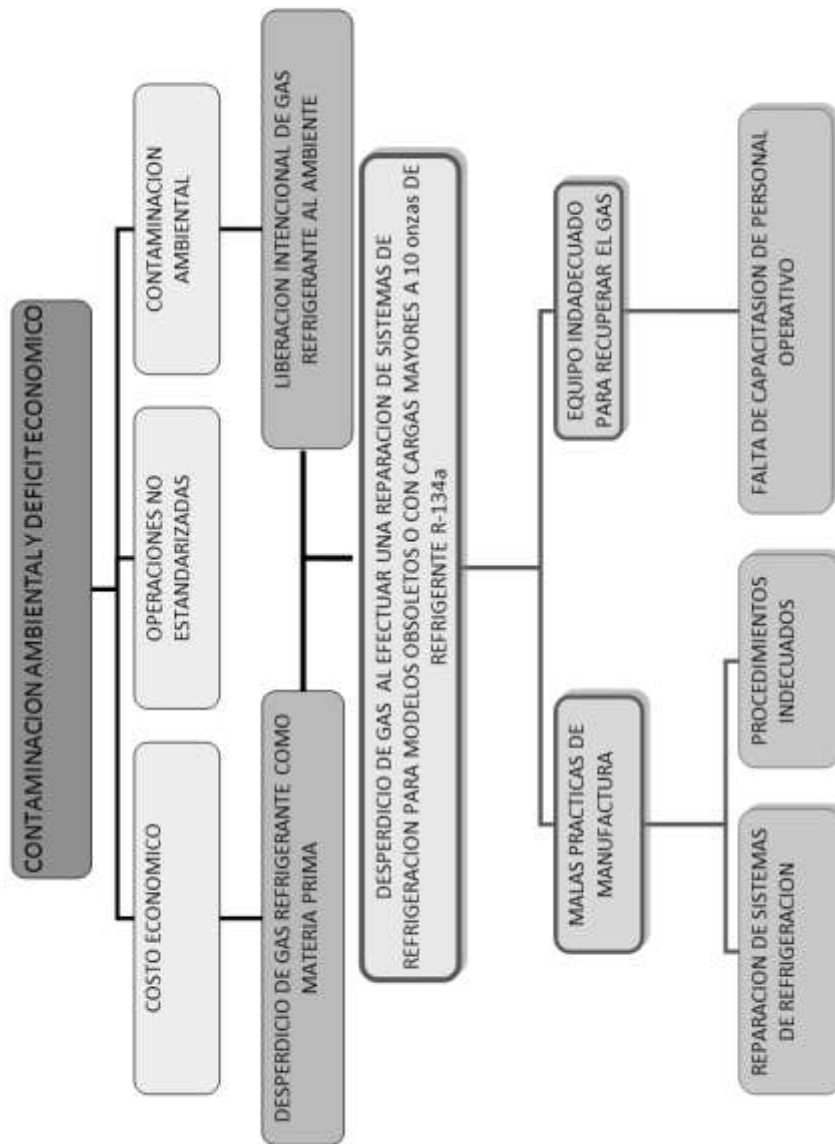 CONTAMINACION AMBIENTAL Y DEFICIT ECONOMICO
COSTO ECONOMICO
OPERACIONES NO
ESTANDARIZADAS
CONTAMINACION
AMBIENTAL
DESPERDICIO DE GAS REFRIGERANTE COMO
MATERIA PRIMA
LIBERACION INTENCIONAL DE GAS
REFRIGERANTE AL AMBIENTE
DESPERDICIO DE GAS AL EFECTUAR UNA REPARACION DE SISTEMAS DE
REFRIGERACION PARA MODELOS OBSOLETOS O CON CARGAS MAYORES A 10 onzas DE
REFRIGERNTE R-134a
MALAS PRACTICAS DE
MANUFACTURA
EQUIPO INDADECUADO
PARA RECUPERAR EL GAS
REPARACION DE SISTEMAS
DE REFRIGERACION
PROCEDIMIENTOS
INDECUADOS
FALTA DE CAPACITASION DE PERSONAL
OPERATIVO